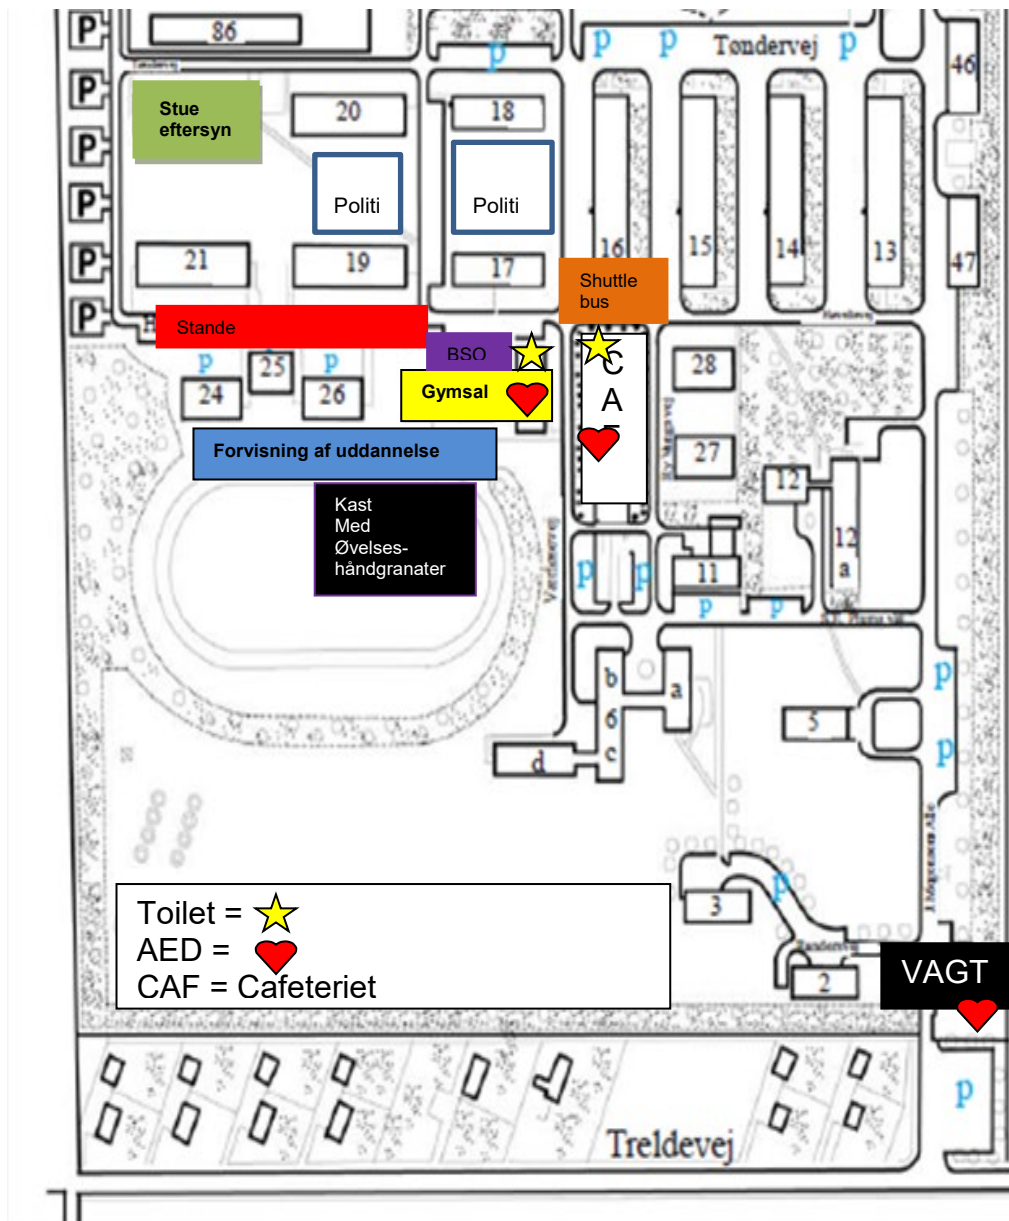 P
86
p
p
p
Tøndervej
p
46
P
Stue
eftersyn
20
18
P
P
Politi
Politi
P
21
19
17
16
15
14
13
47
Shuttle
bus
P
Stande
BSO
p
p
24
25
26
Gymsal
C
A
28
27
Forvisning af uddannelse
12
Kast
Med
Øvelses-
håndgranater
12
a
Værløsevej
p
p
11
p
p
b
a
6
c
d
5
p
p
p
3
2
Toilet =
AED =
CAF = Cafeteriet
VAGT
p
Treldevej